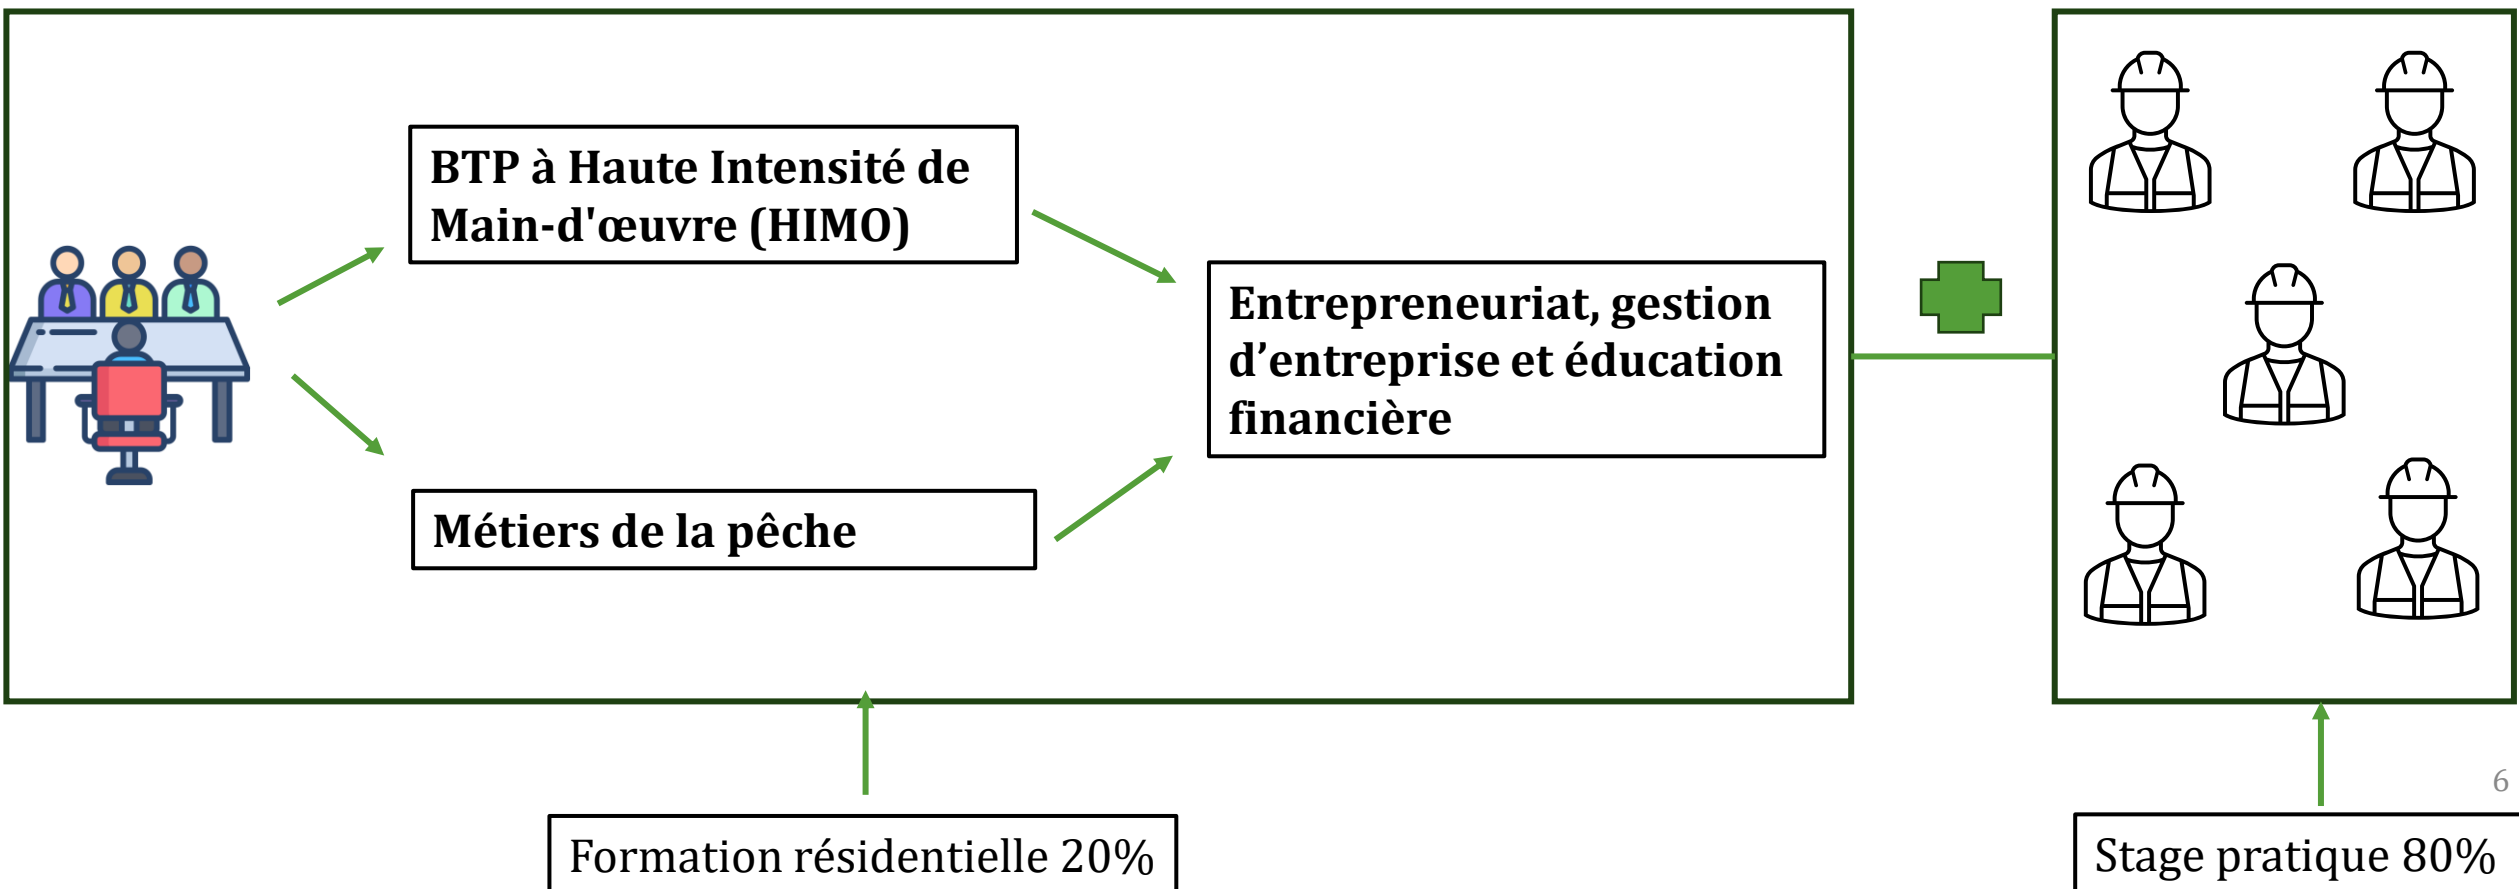 BTP à Haute Intensité de
Main-d'œuvre (HIMO)
Entrepreneuriat, gestion
d’entreprise et éducation
financière
Métiers de la pêche
6
Formation résidentielle 20%
Stage pratique 80%